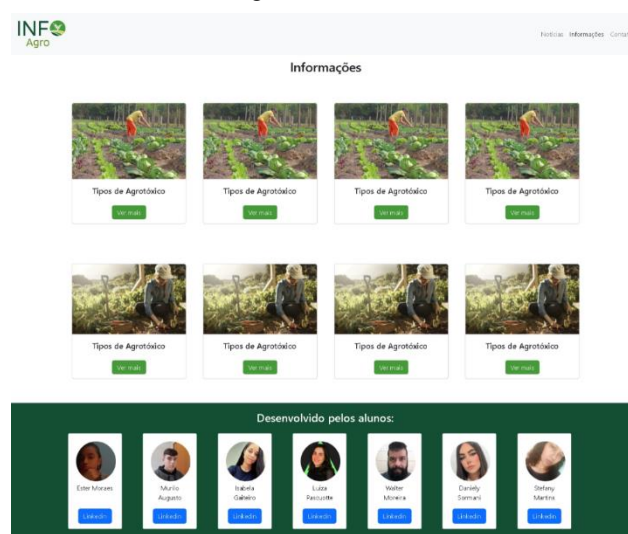 INFO
Agro
Notícias Informações Conta
Informações
Tipos de Agrotóxico Tipos de Agrotóxico Tipos de Agrotóxico Tipos de Agrotóxico
Ver mais Ver mais Ver mais Ver mais
Tipos de Agrotóxico Tipos de Agrotóxico Tipos de Agrotóxico Tipos de Agrotóxico
Ver mais Ver mais Ver mais Ver mais
Desenvolvido pelos alunos:
Ester Moraes Murilo Isabela Luiza Walter Daniely Stefany
Augusto Gaiteiro Pascuotte Moreira Sormani Martins
Linkedin Linkedin Linkedin Linkedin Linkedin Linkedin Linkedin